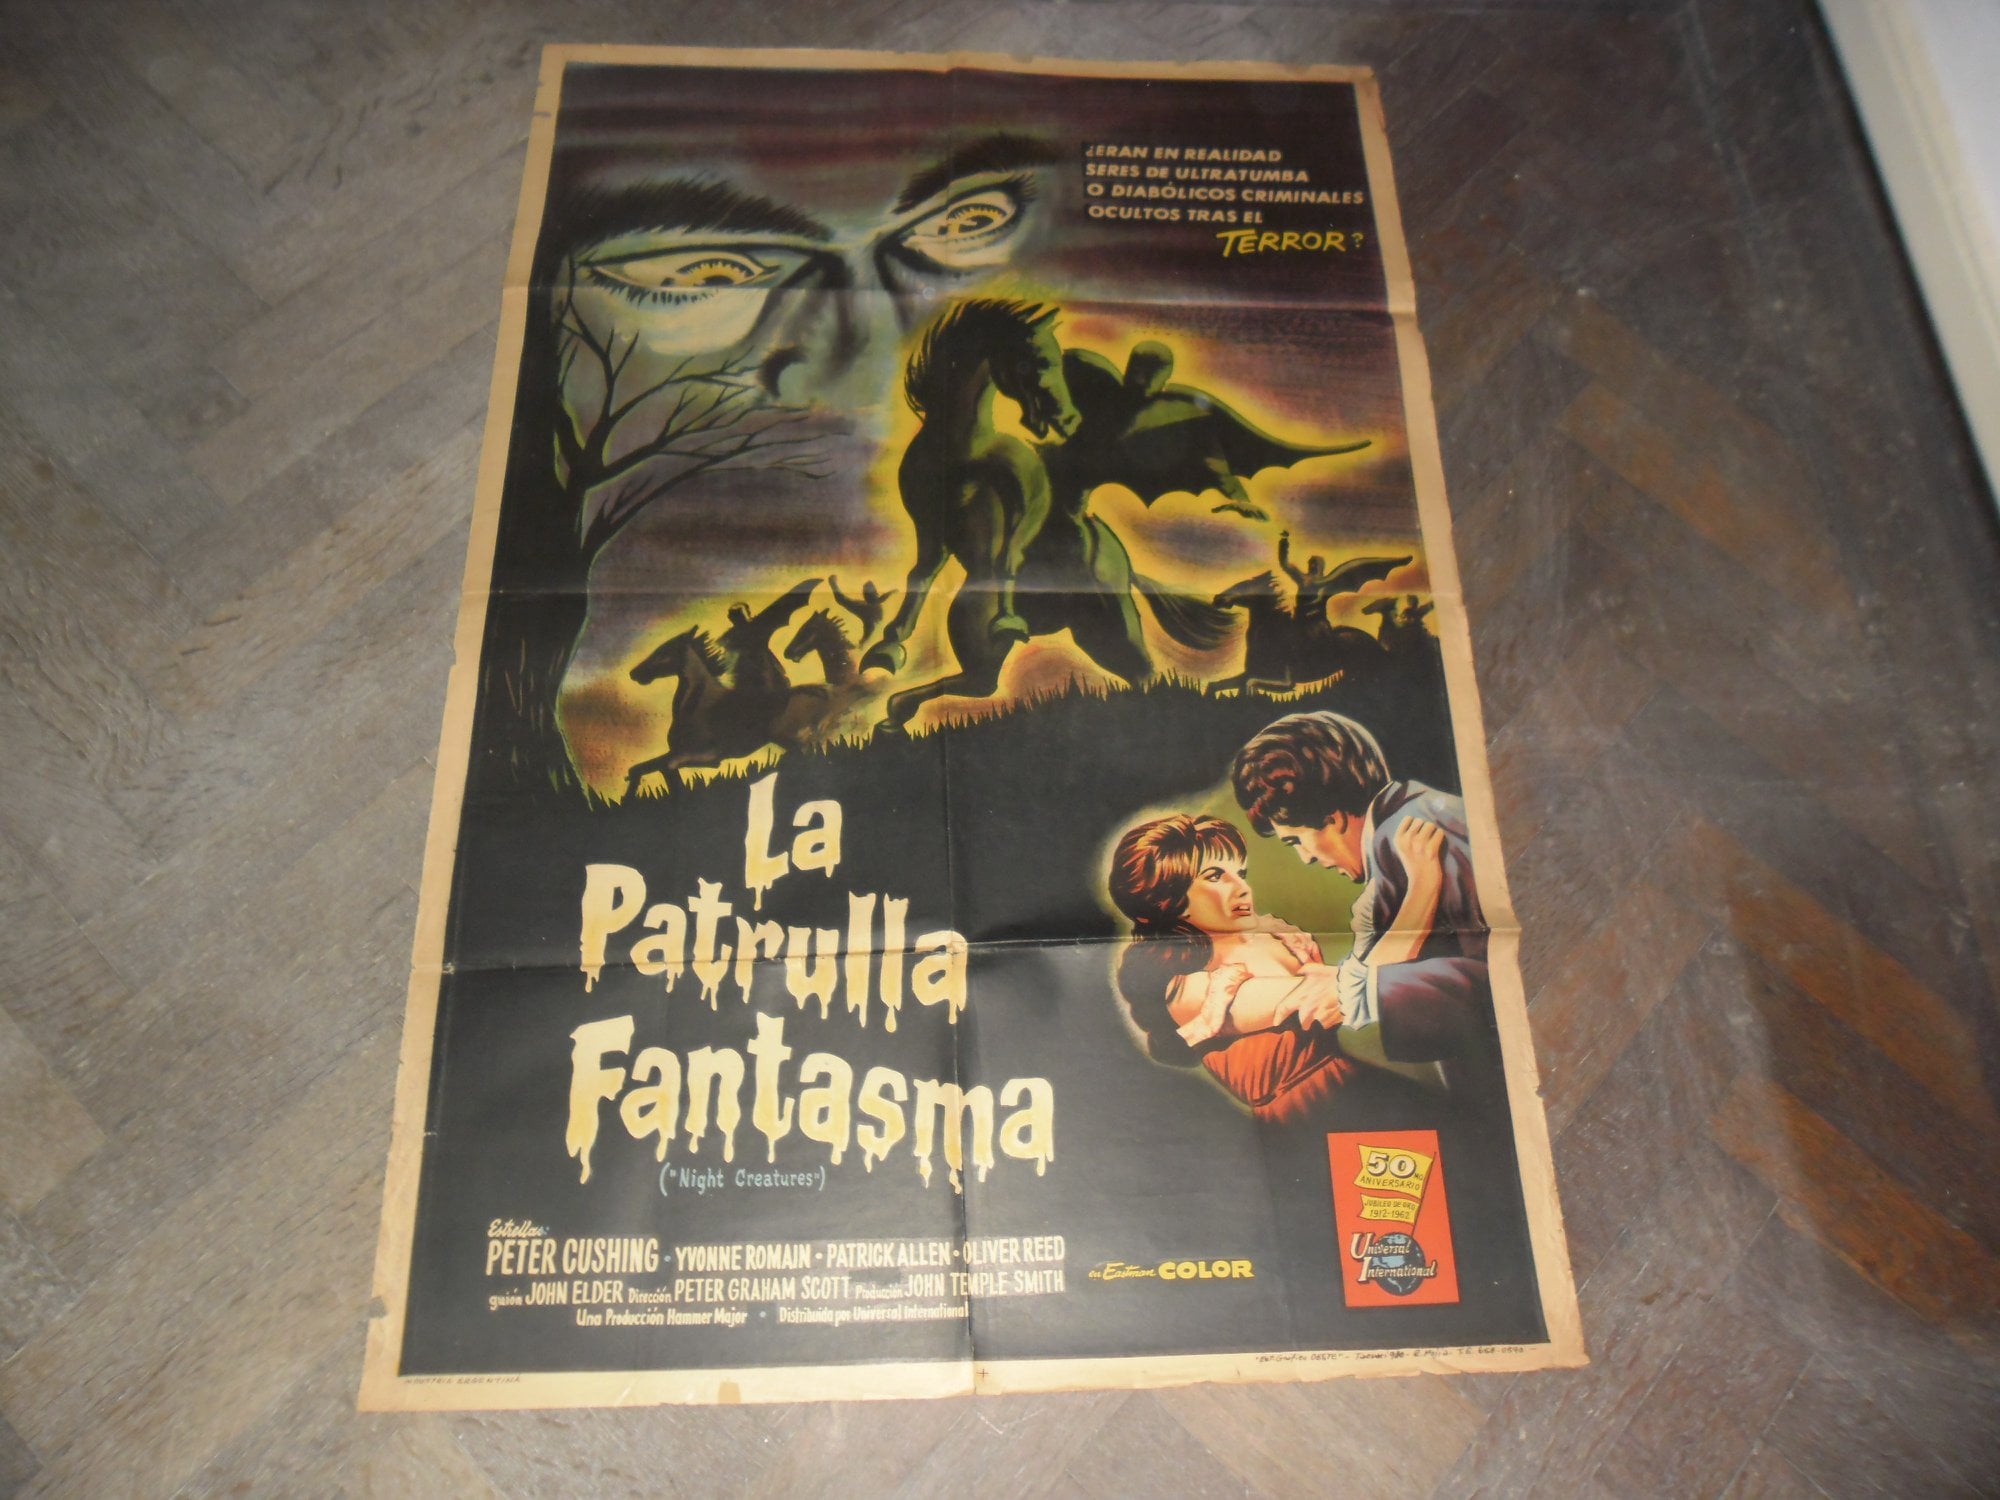 ¿ERAN EN REALIDAD
SERES DE ULTRATUMBA
O DIABÓLICOS CRIMINALES
OCULTOS TRAS EL
TERROR?
La
Patrulla
Fantasma
("Night Creatures")
Estrellas:
PETER CUSHING · YVONNE ROMAIN · PATRICK ALLEN · OLIVER REED
guión JOHN ELDER Dirección PETER GRAHAM SCOTT Producción JOHN TEMPLE SMITH
Una Producción Hammer Major · Distribuida por Universal International
en Eastman COLOR
50 MO
ANIVERSARIO
JUBILEO DE ORO
1912-1962
Universal
International
INDUSTRIA ARGENTINA
OESTE" -